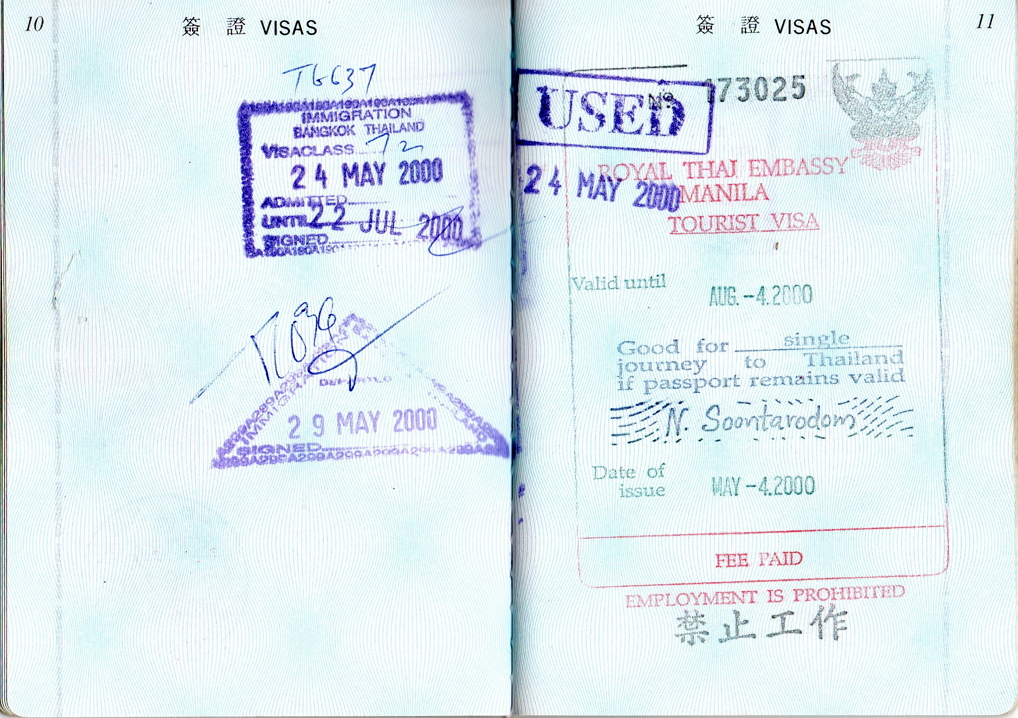 10
簽 證 VISAS
TG637
IMMIGRATION
BANGKOK THAILAND
VISACLASS
24 MAY 2000
ADMITTED
UNTIL 22 JUL 2000
SIGNED
DEPARTED
29 MAY 2000
SIGNED
簽 證 VISAS
11
USED
No. 173025
24 MAY 2000
ROYAL THAI EMBASSY
MANILA
TOURIST VISA
Valid until
AUG.-4.2000
Good for single
journey to Thailand
if passport remains valid
N. Soontarodom
Date of
issue
MAY-4.2000
FEE PAID
EMPLOYMENT IS PROHIBITED
禁止工作